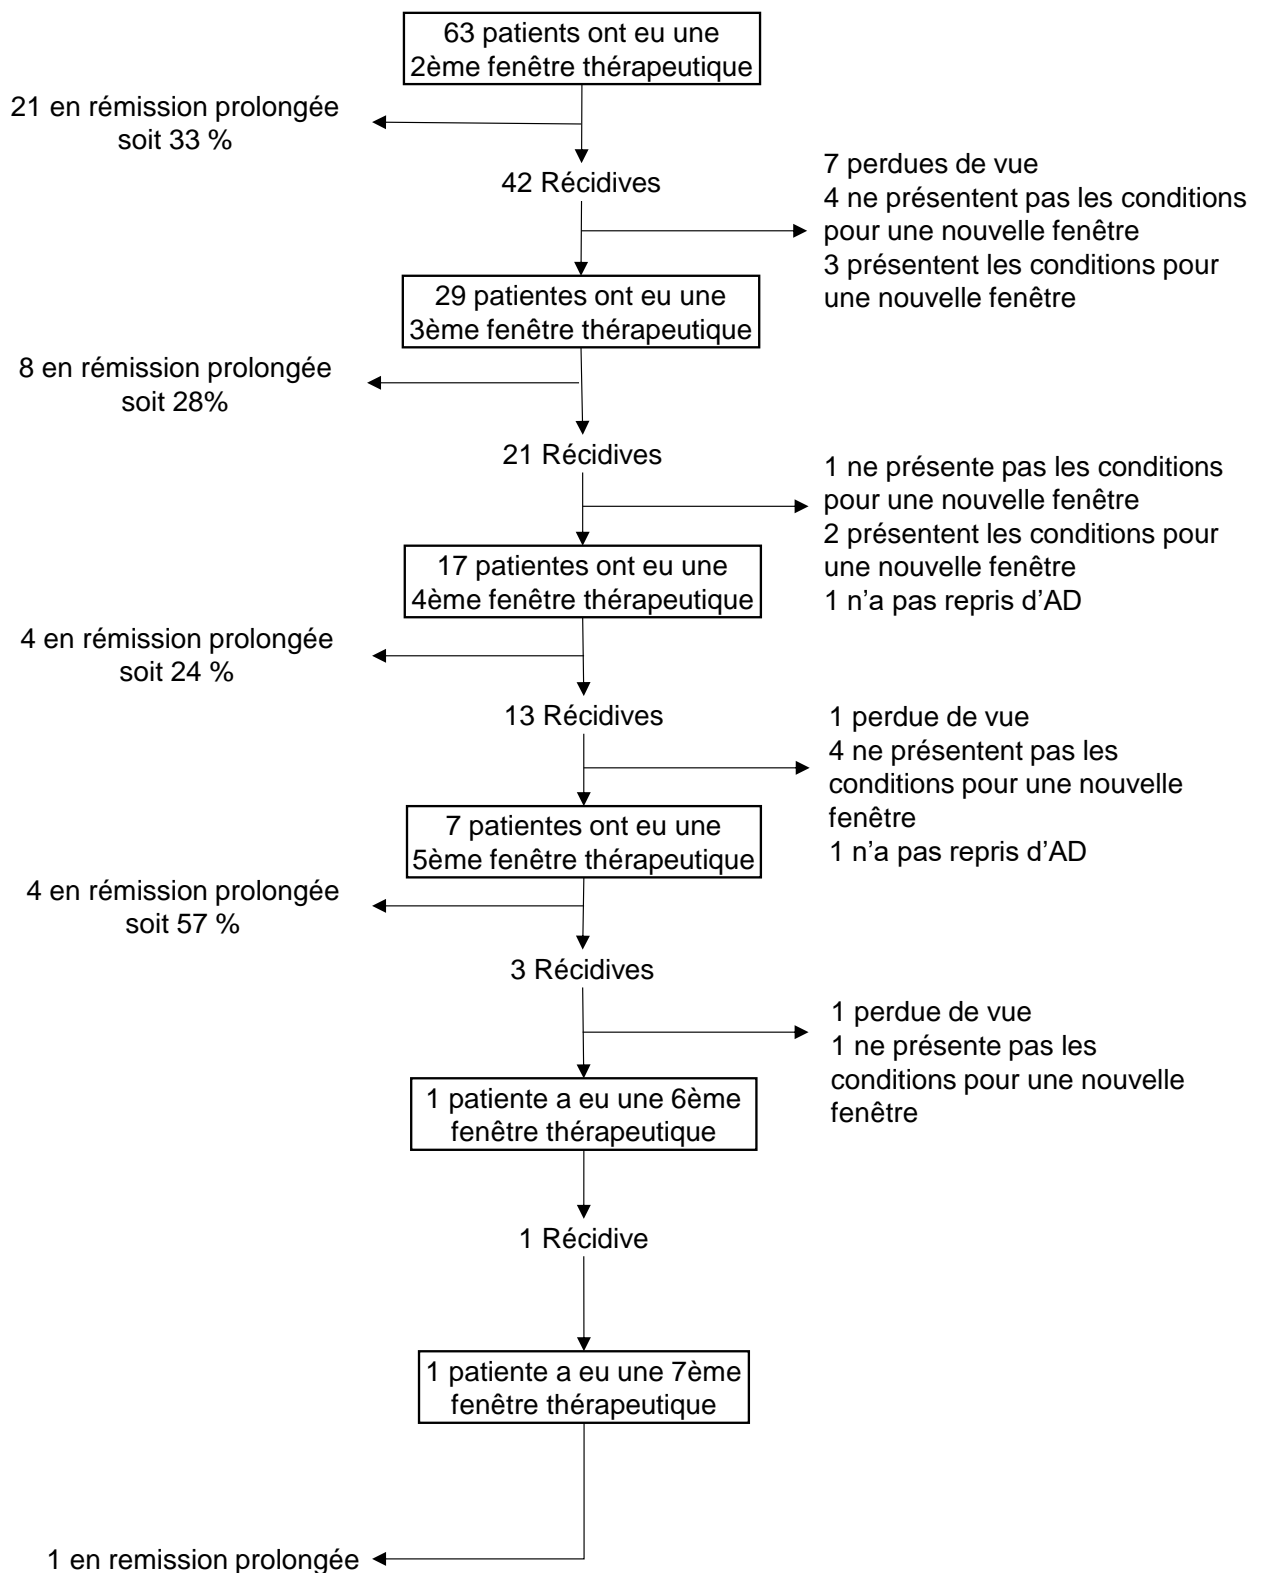 63 patients ont eu une
2ème fenêtre thérapeutique
21 en rémission prolongée
soit 33 %
42 Récidives
7 perdues de vue
4 ne présentent pas les conditions
pour une nouvelle fenêtre
3 présentent les conditions pour
une nouvelle fenêtre
29 patientes ont eu une
3ème fenêtre thérapeutique
8 en rémission prolongée
soit 28%
21 Récidives
1 ne présente pas les conditions
pour une nouvelle fenêtre
2 présentent les conditions pour
une nouvelle fenêtre
1 n'a pas repris d'AD
17 patientes ont eu une
4ème fenêtre thérapeutique
4 en rémission prolongée
soit 24 %
13 Récidives
1 perdue de vue
4 ne présentent pas les
conditions pour une nouvelle
fenêtre
1 n'a pas repris d'AD
7 patientes ont eu une
5ème fenêtre thérapeutique
4 en rémission prolongée
soit 57 %
3 Récidives
1 perdue de vue
1 ne présente pas les
conditions pour une nouvelle
fenêtre
1 patiente a eu une 6ème
fenêtre thérapeutique
1 Récidive
1 patiente a eu une 7ème
fenêtre thérapeutique
1 en remission prolongée